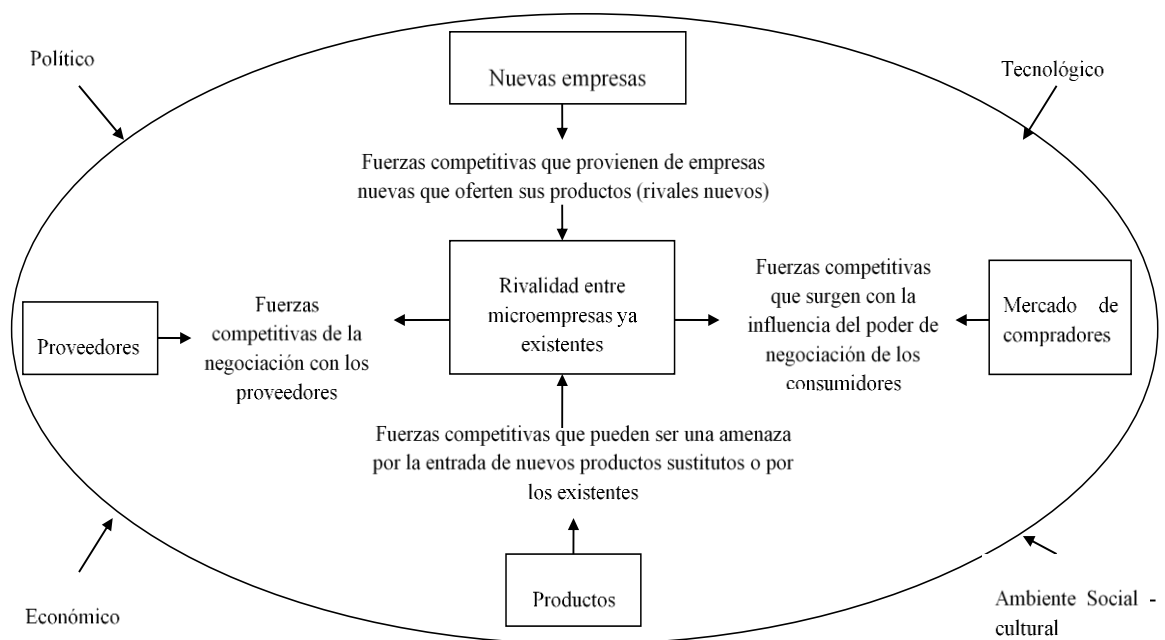 Político
Nuevas empresas
Tecnológico
Fuerzas competitivas que provienen de empresas
nuevas que oferten sus productos (rivales nuevos)
Proveedores
Fuerzas
competitivas de la
negociación con los
proveedores
Rivalidad entre
microempresas ya
existentes
Fuerzas competitivas
que surgen con la
influencia del poder de
negociación de los
consumidores
Mercado de
compradores
Fuerzas competitivas que pueden ser una amenaza
por la entrada de nuevos productos sustitutos o por
los existentes
Productos
Económico
Ambiente Social -
cultural